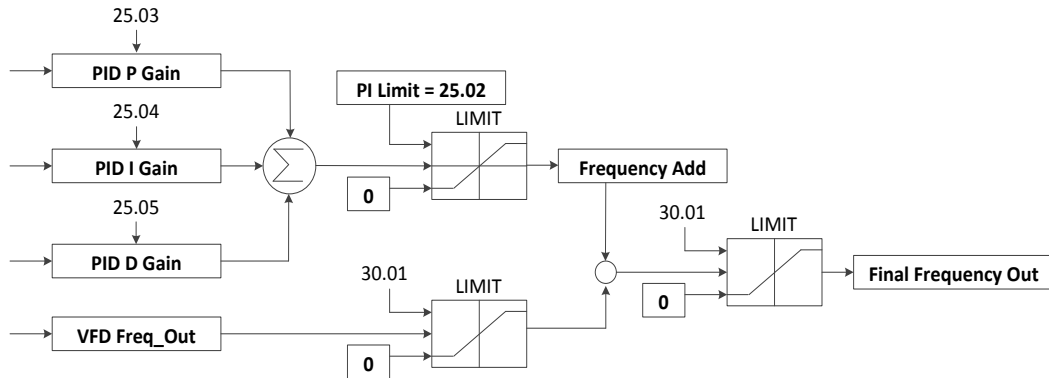 25.03
PID P Gain
PI Limit = 25.02
25.04
LIMIT
PID I Gain
Frequency Add
0
25.05
30.01
LIMIT
PID D Gain
30.01
LIMIT
Final Frequency Out
0
VFD Freq_Out
0